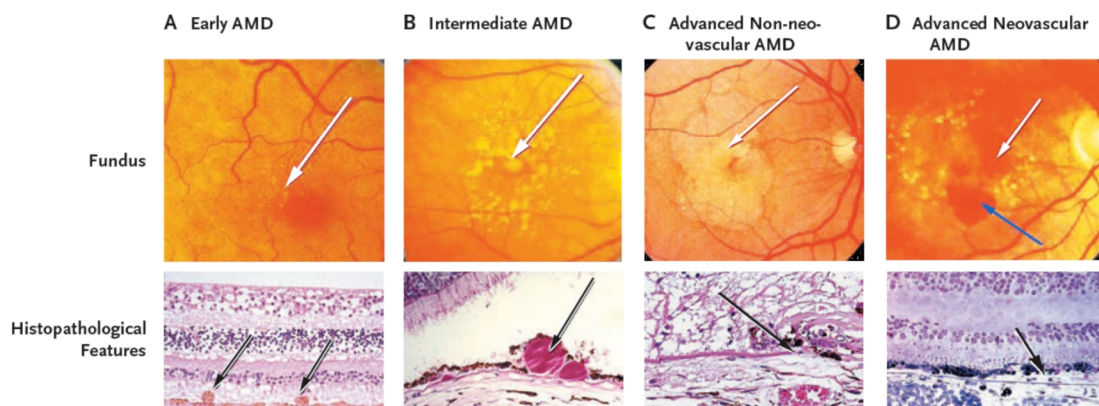 A Early AMD
B Intermediate AMD
C Advanced Non-neo-
vascular AMD
D Advanced Neovascular
AMD
Fundus
Histopathological
Features